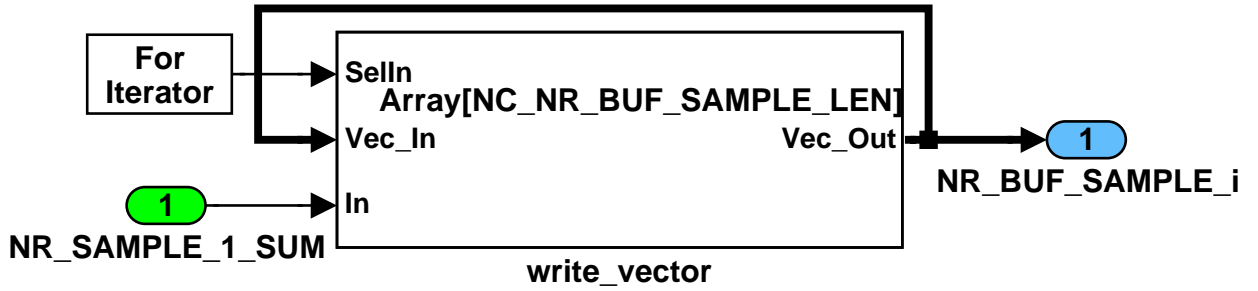 For
Iterator
SelIn
Array[NC_NR_BUF_SAMPLE_LEN]
Vec_In
Vec_Out
1
NR_BUF_SAMPLE_i
1
In
NR_SAMPLE_1_SUM
write_vector